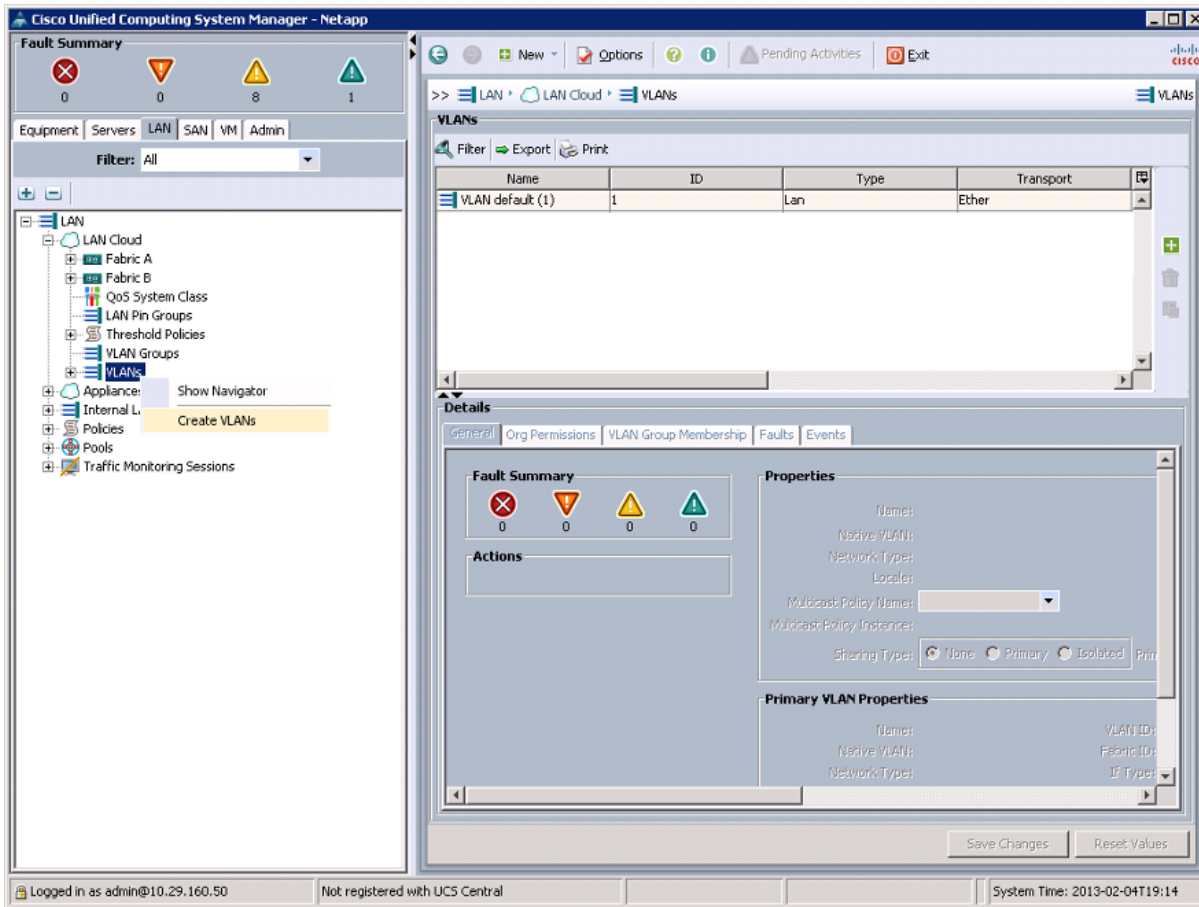 Cisco Unified Computing System Manager - Netapp
Fault Summary
0 0 8 1
Equipment Servers LAN SAN VM Admin
Filter: All
LAN
LAN Cloud
Fabric A
Fabric B
QoS System Class
LAN Pin Groups
Threshold Policies
VLAN Groups
VLANs
Show Navigator
Appliances
Internal L
Create VLANs
Policies
Pools
Traffic Monitoring Sessions
New Options Pending Activities Exit
CISCO
>> LAN LAN Cloud VLANs VLANs
VLANs
Filter Export Print
Name ID Type Transport
VLAN default (1) 1 Lan Ether
Details
General Org Permissions VLAN Group Membership Faults Events
Fault Summary
0 0 0 0
Actions
Properties
Name:
Native VLAN:
Network Type:
Locale:
Multicast Policy Name:
Multicast Policy Instance:
Sharing Type: None Primary Isolated Prim
Primary VLAN Properties
Name: VLAN ID:
Native VLAN: Fabric ID:
Network Type: If Type:
Save Changes Reset Values
Logged in as admin@10.29.160.50 Not registered with UCS Central System Time: 2013-02-04T19:14